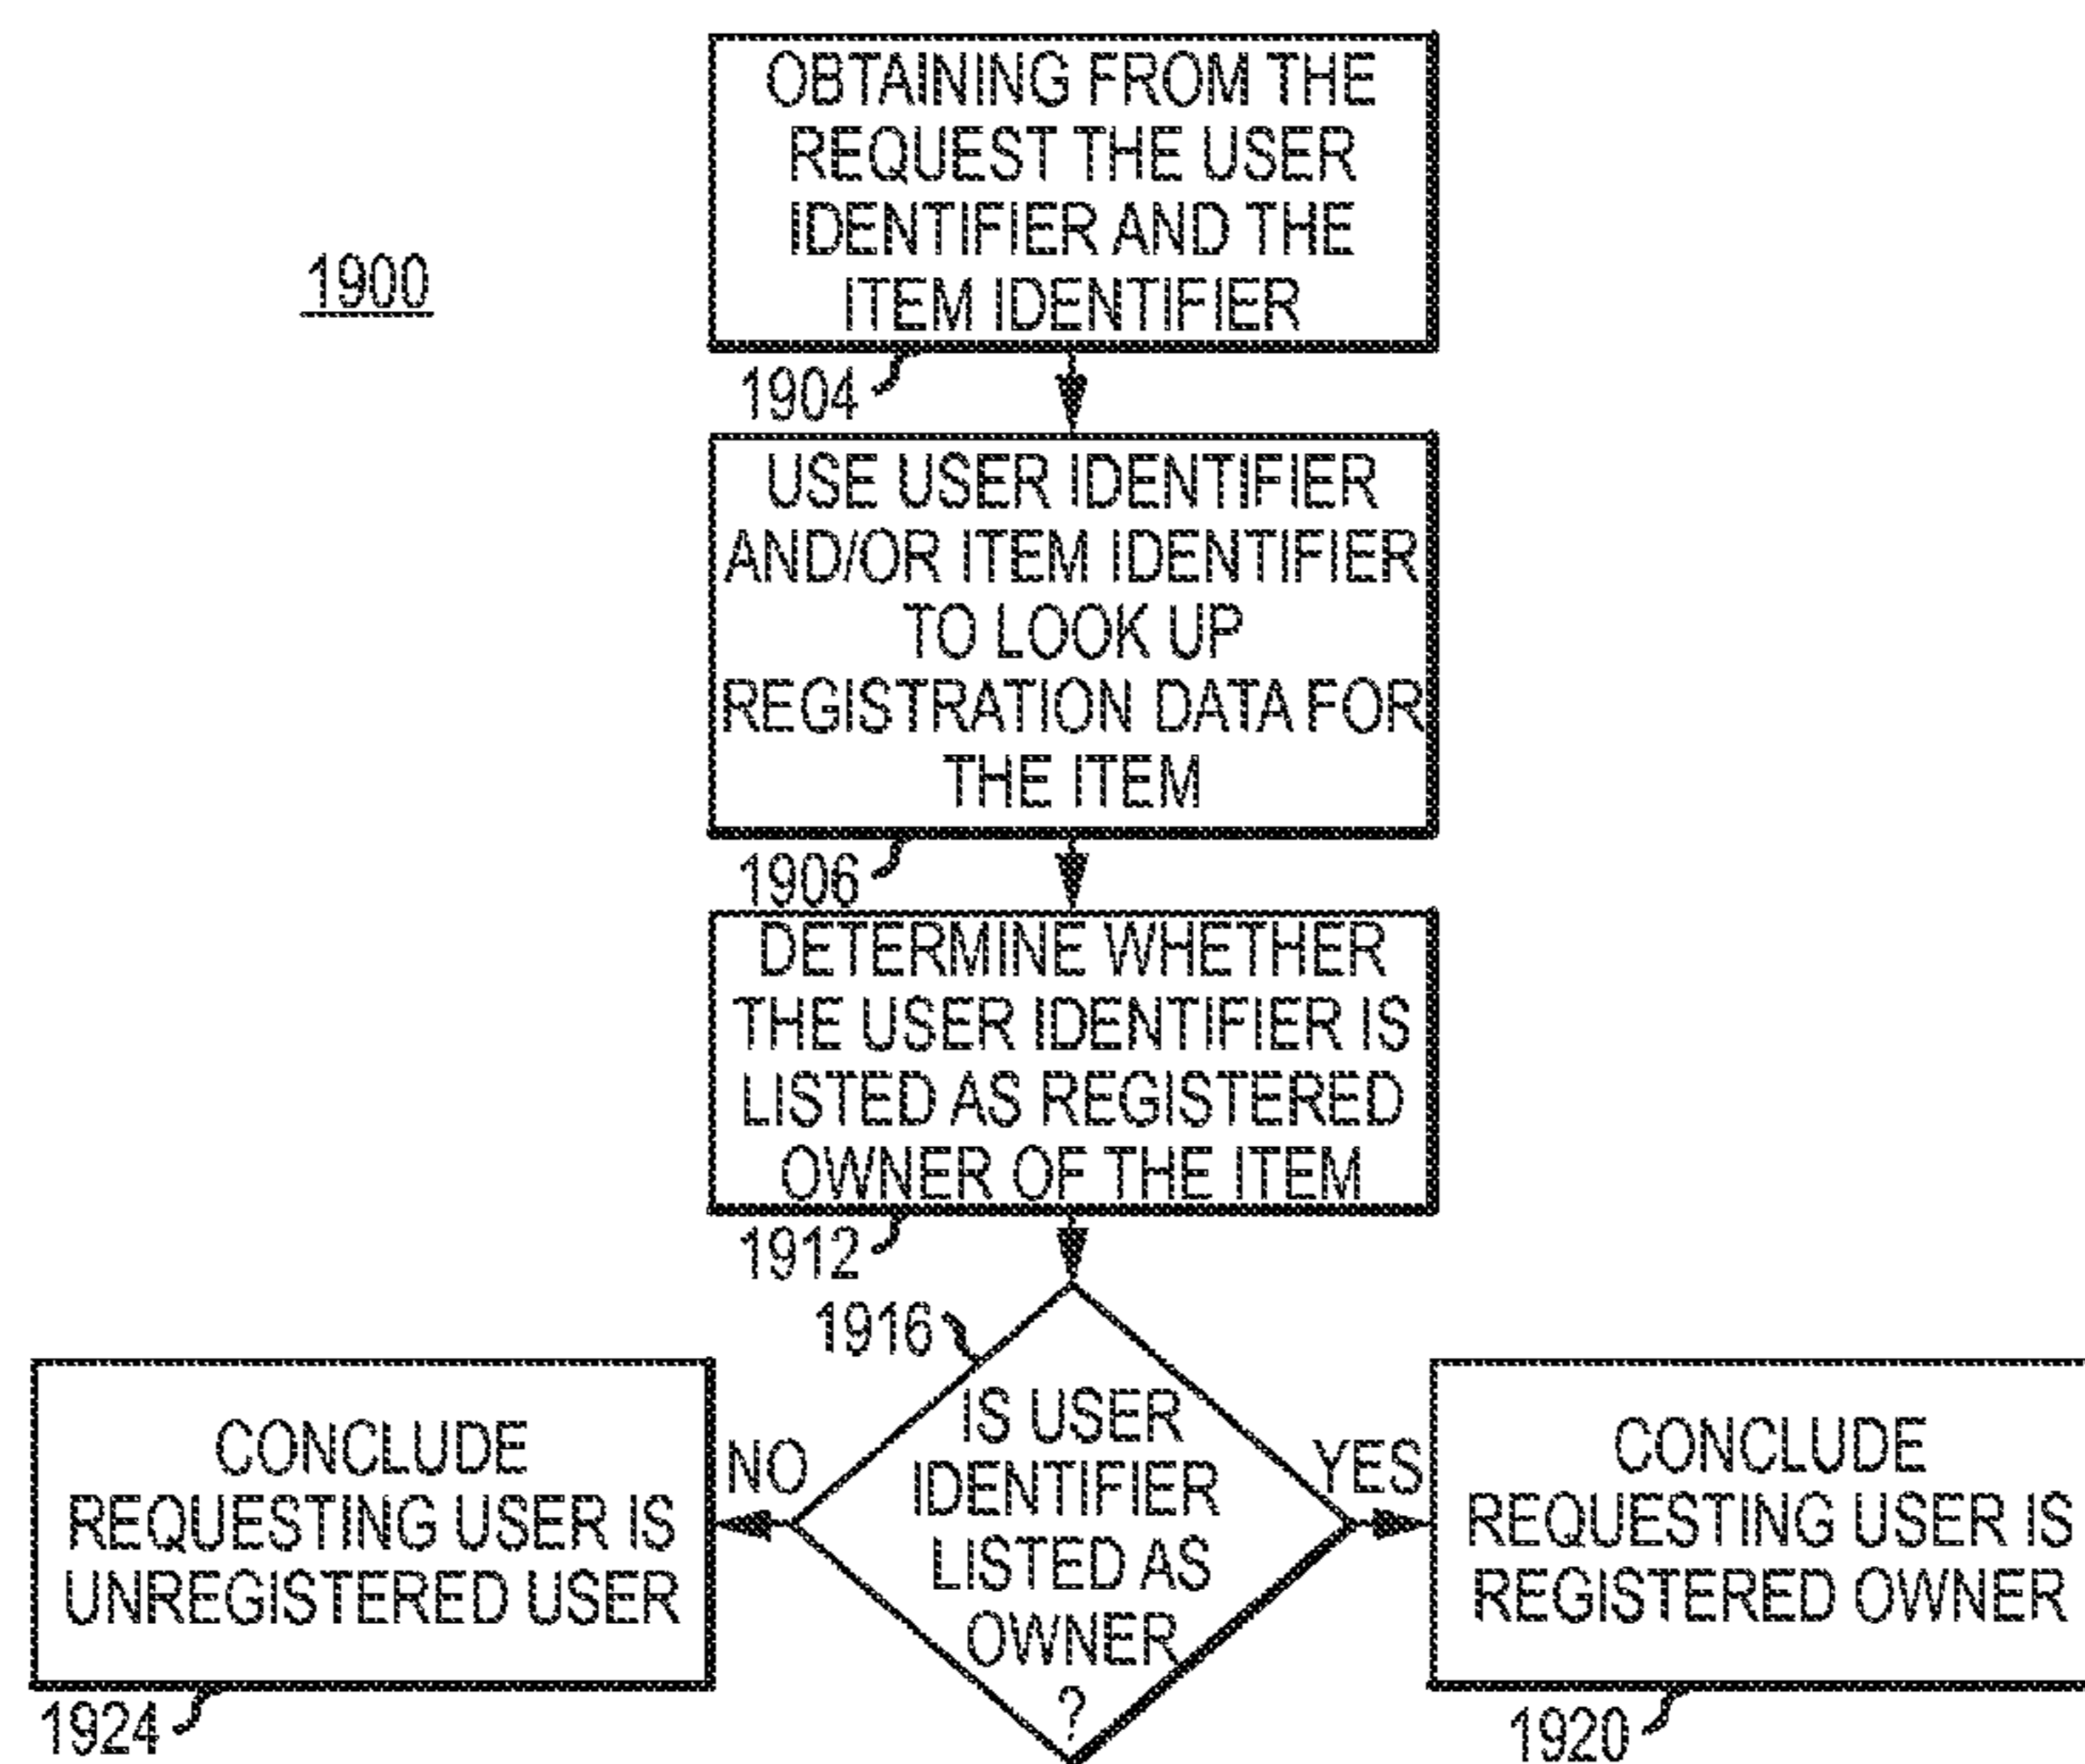 1900
OBTAINING FROM THE
REQUEST THE USER
IDENTIFIER AND THE
ITEM IDENTIFIER
1904
USE USER IDENTIFIER
AND/OR ITEM IDENTIFIER
TO LOOK UP
REGISTRATION DATA FOR
THE ITEM
1906
DETERMINE WHETHER
THE USER IDENTIFIER IS
LISTED AS REGISTERED
OWNER OF THE ITEM
1912
1916
IS USER
IDENTIFIER
LISTED AS
OWNER
?
NO
CONCLUDE
REQUESTING USER IS
UNREGISTERED USER
1924
YES
CONCLUDE
REQUESTING USER IS
REGISTERED OWNER
1920